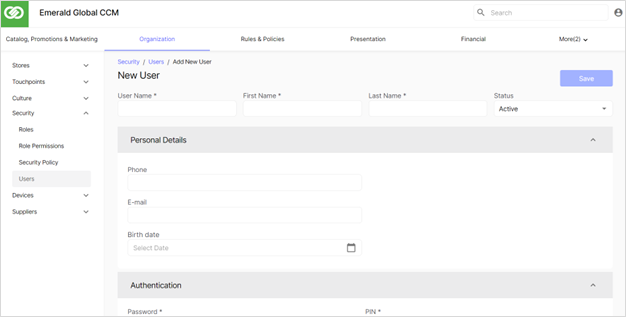 Emerald Global CCM
Search
Catalog, Promotions & Marketing
Organization
Rules & Policies
Presentation
Financial
More(2)
Stores
Touchpoints
Culture
Security
Roles
Role Permissions
Security Policy
Users
Devices
Suppliers
Security / Users / Add New User
New User
Save
User Name *
First Name *
Last Name *
Status
Active
Personal Details
Phone
E-mail
Birth date
Select Date
Authentication
Password *
PIN *